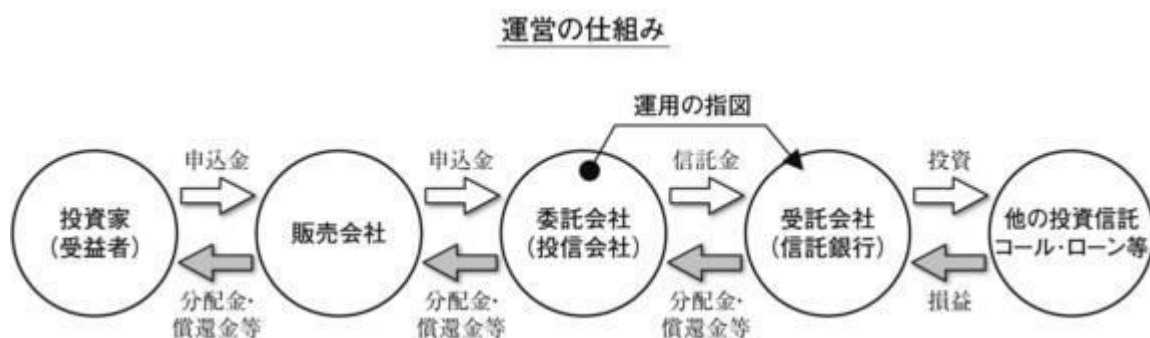 運営の仕組み
運用の指図
申込金
申込金
信託金
投資
投資家
(受益者)
販売会社
委託会社
(投信会社)
受託会社
(信託銀行)
他の投資信託
コール・ローン等
分配金・
償還金等
分配金・
償還金等
分配金・
償還金等
損益